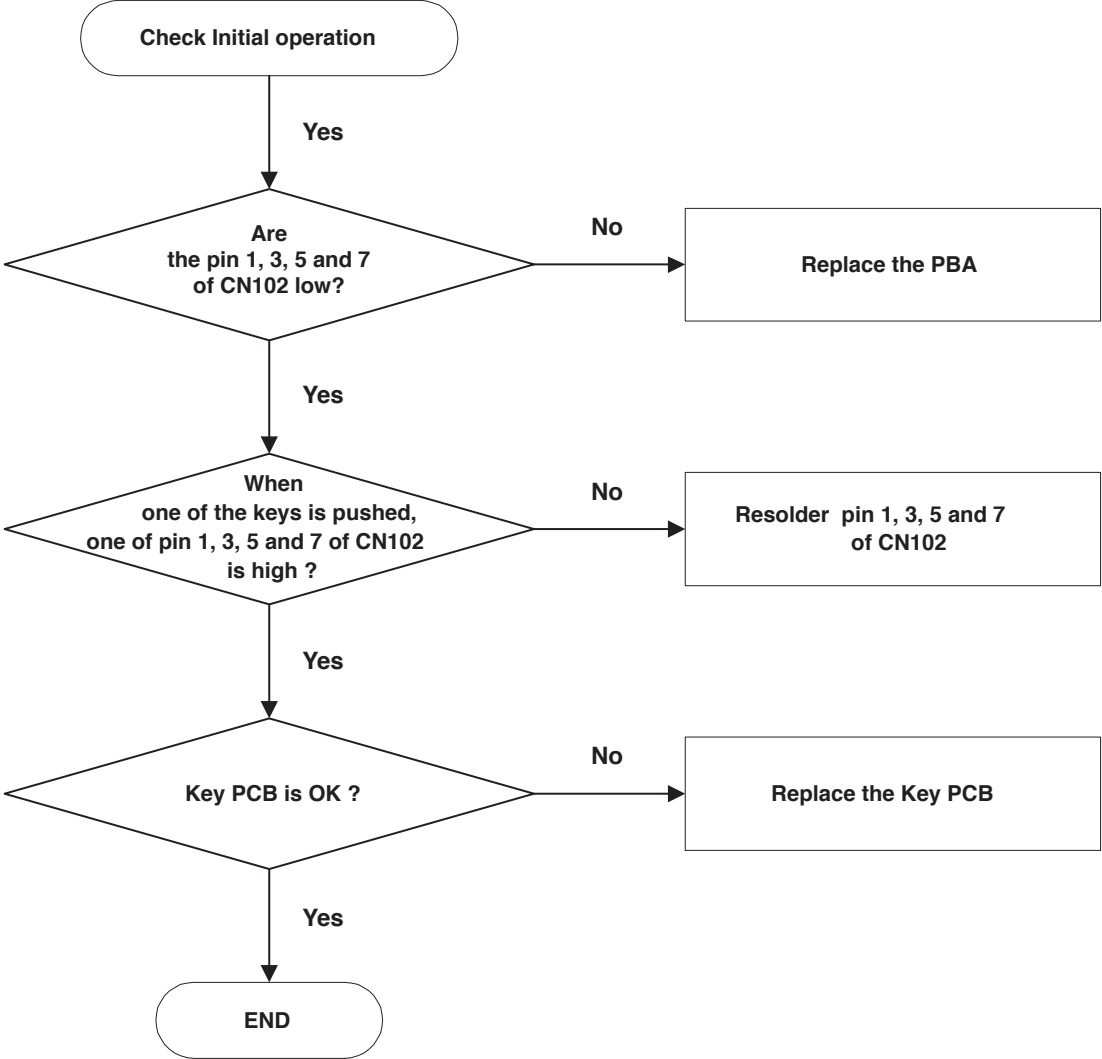 Check Initial operation
Yes
Are
the pin 1, 3, 5 and 7
of CN102 low?
No
Replace the PBA
Yes
When
one of the keys is pushed,
one of pin 1, 3, 5 and 7 of CN102
is high ?
No
Resolder pin 1, 3, 5 and 7
of CN102
Yes
Key PCB is OK ?
No
Replace the Key PCB
Yes
END